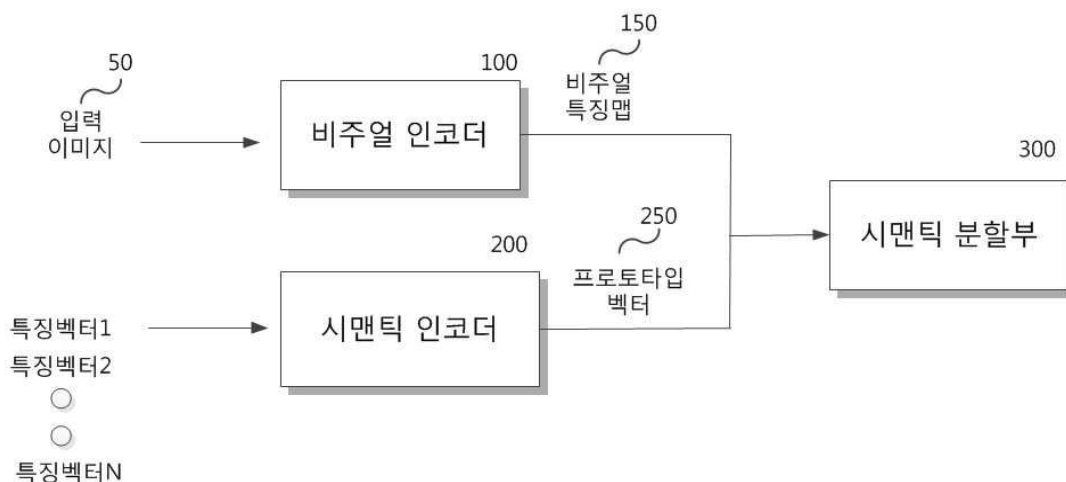 50
입력
이미지
100
비주얼 인코더
150
비주얼
특징맵
300
시맨틱 분할부
200
시맨틱 인코더
250
프로토타입
벡터
특징벡터1
특징벡터2
특징벡터N